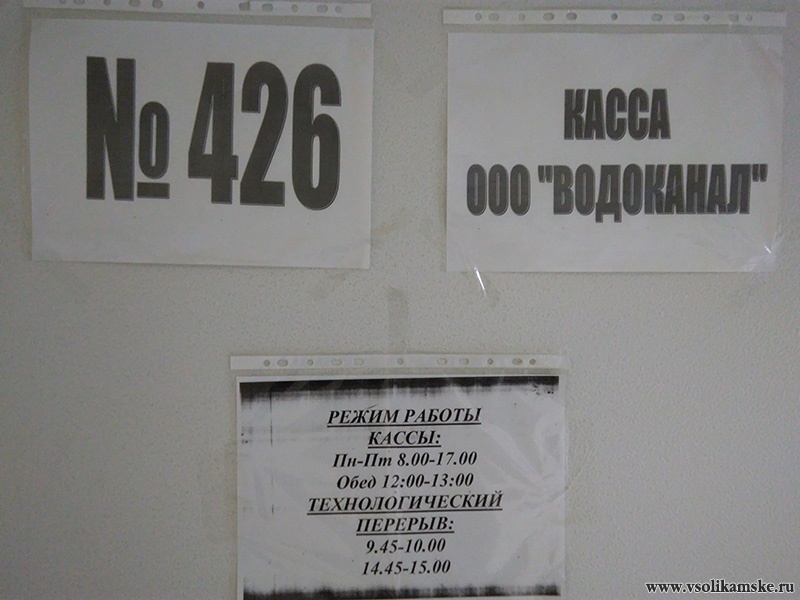 № 426
КАССА
ООО "ВОДОКАНАЛ"
РЕЖИМ РАБОТЫ
КАССЫ:
Пн-Пт 8.00-17.00
Обед 12:00-13:00
ТЕХНОЛОГИЧЕСКИЙ
ПЕРЕРЫВ:
9.45-10.00
14.45-15.00
www.vsolikamske.ru